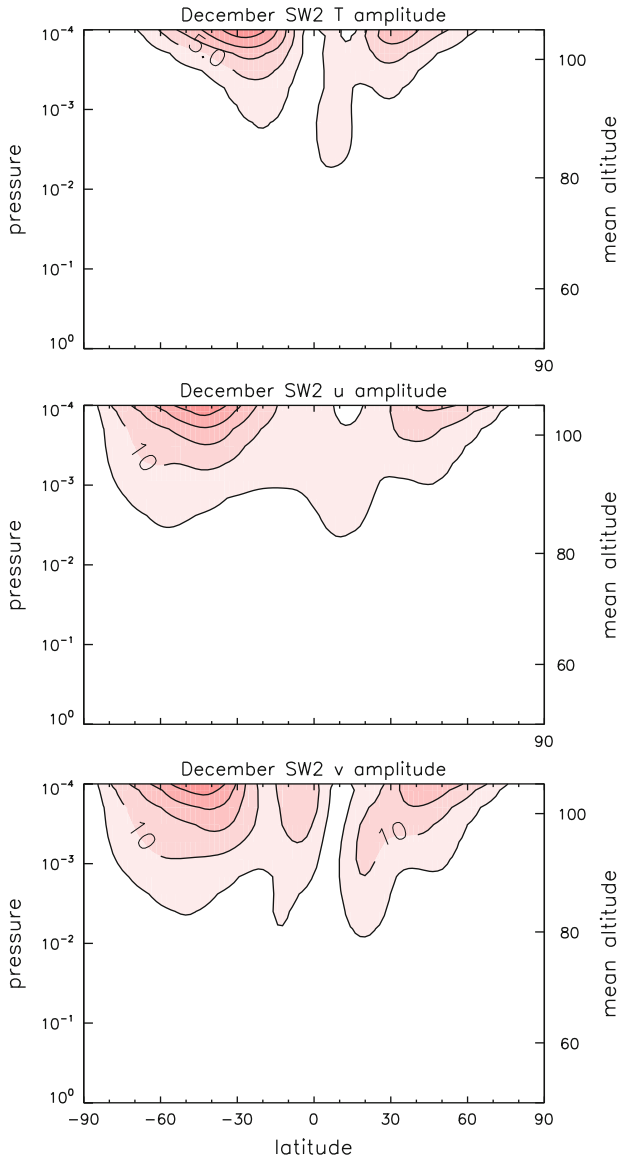 December SW2 T amplitude
10⁻⁴
5.0
100
10⁻³
pressure
mean altitude
80
10⁻²
10⁻¹
60
10⁰
90
December SW2 u amplitude
10⁻⁴
100
10
10⁻³
pressure
mean altitude
80
10⁻²
10⁻¹
60
10⁰
90
December SW2 v amplitude
10⁻⁴
100
10
10
10⁻³
pressure
mean altitude
80
10⁻²
10⁻¹
60
10⁰
−90 −60 −30 0 30 60 90
latitude